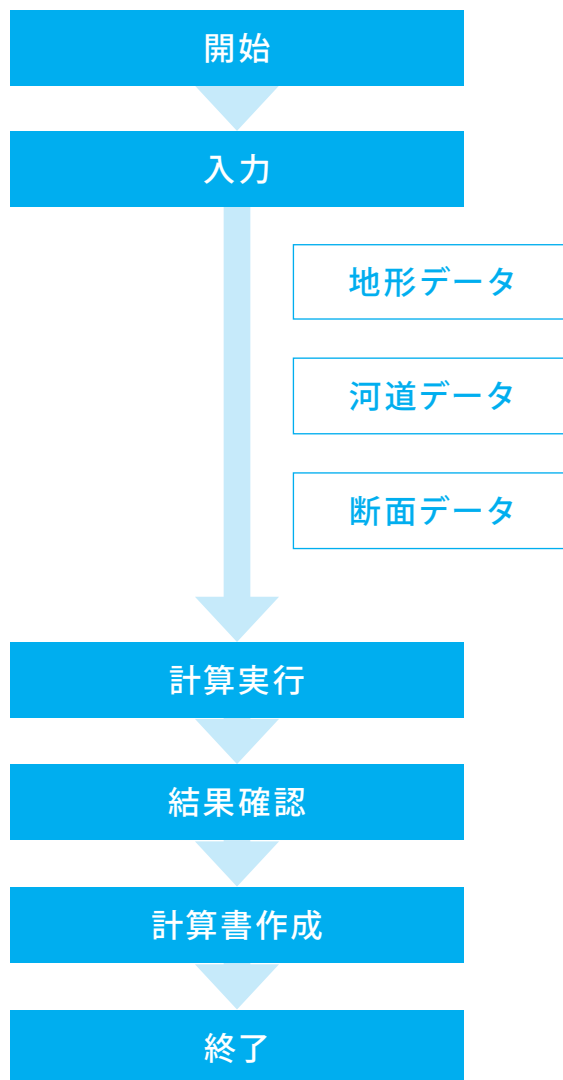 開始
入力
地形データ
河道データ
断面データ
計算実行
結果確認
計算書作成
終了